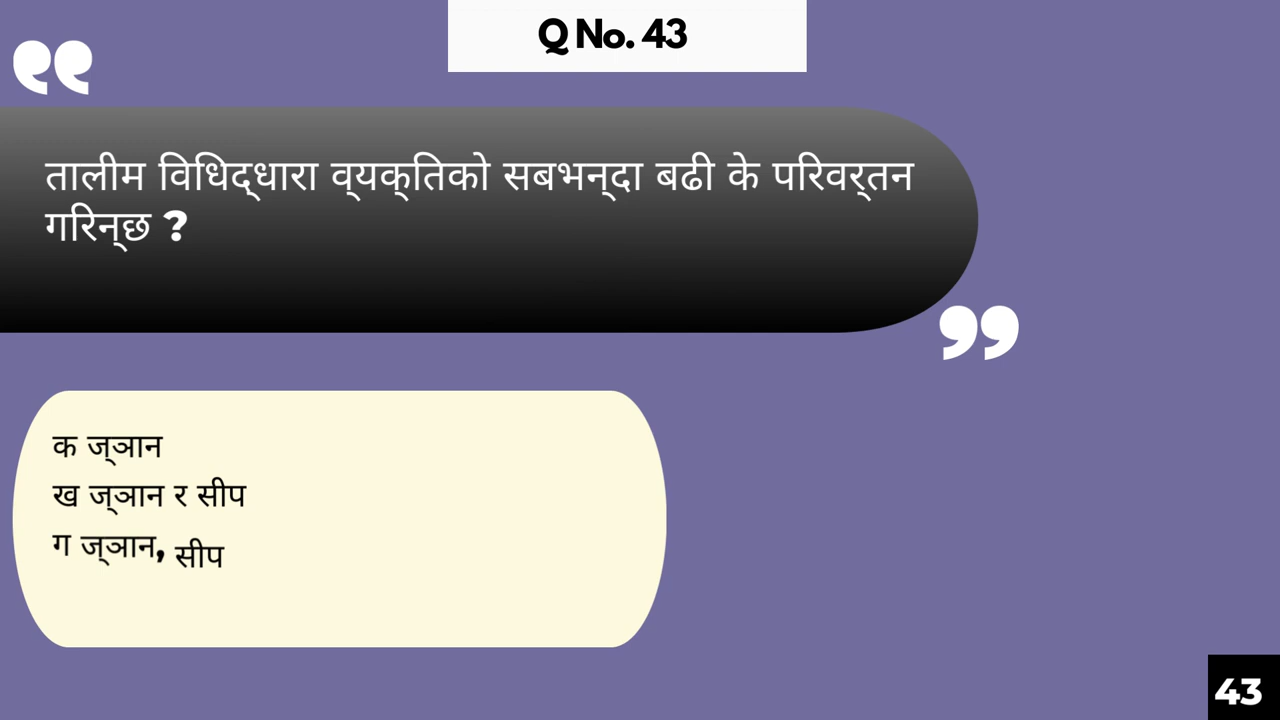 Q No. 43
तालीम विधिद्धारा व्यक्तिको सबभन्दा बढी के परिवर्तन
गरिन्छ ?
क ज्ञान
ख ज्ञान र सीप
ग ज्ञान, सीप
43